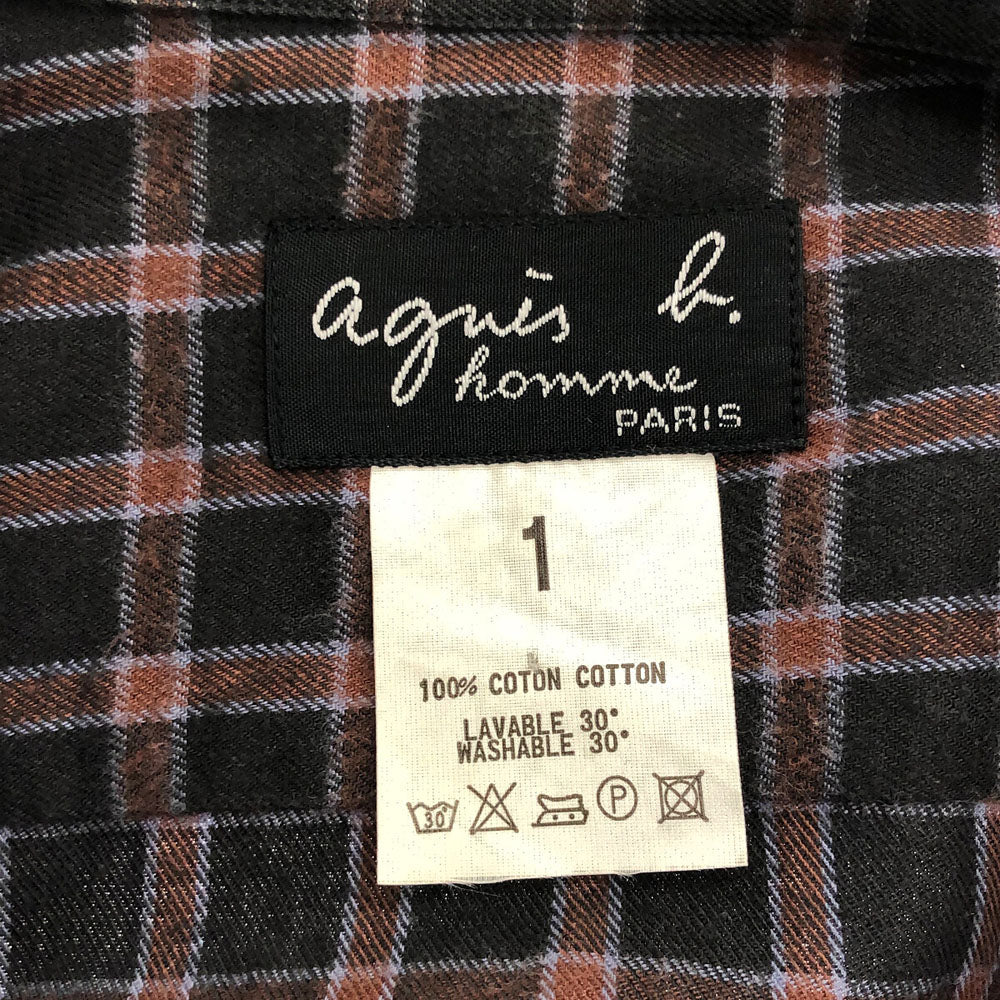 agnès b.
homme
PARIS
1
100% COTON COTTON
LAVABLE 30°
WASHABLE 30°
30° P